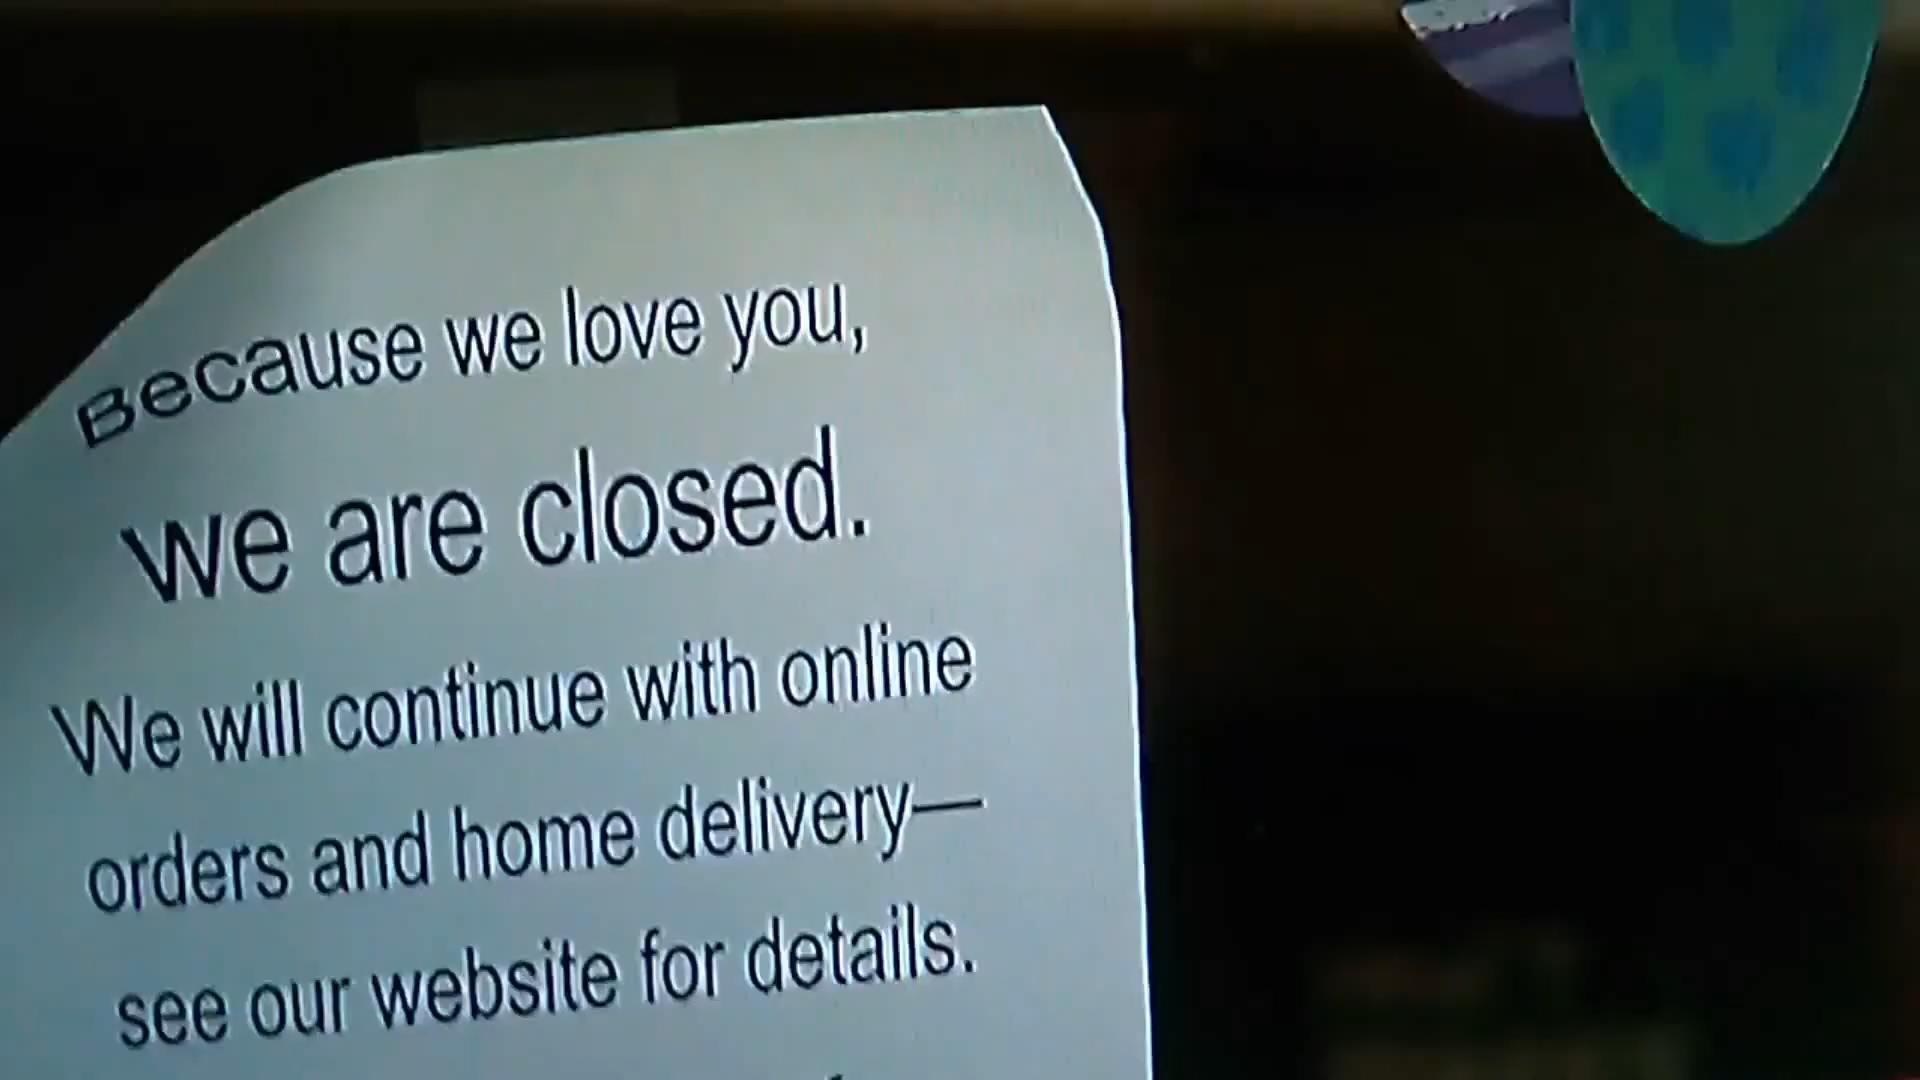 Because we love you,
we are closed.
We will continue with online
orders and home delivery—
see our website for details.